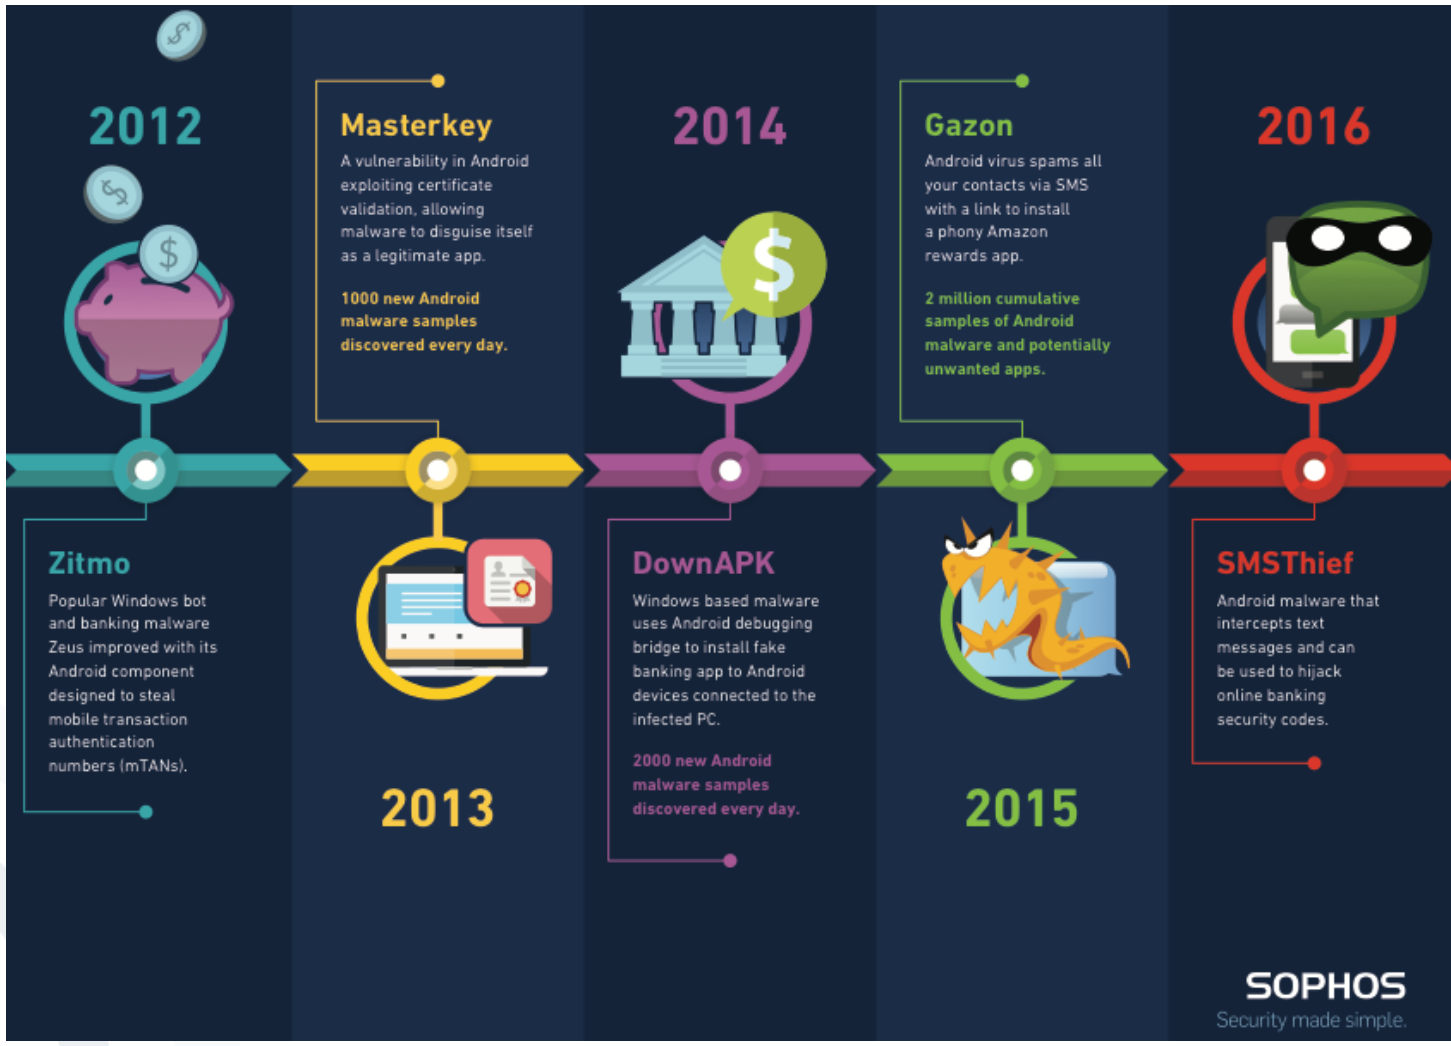 2012
Zitmo
Popular Windows bot
and banking malware
Zeus improved with its
Android component
designed to steal
mobile transaction
authentication
numbers (mTANs).
Masterkey
A vulnerability in Android
exploiting certificate
validation, allowing
malware to disguise itself
as a legitimate app.
1000 new Android
malware samples
discovered every day.
2013
2014
$
DownAPK
Windows based malware
uses Android debugging
bridge to install fake
banking app to Android
devices connected to the
infected PC.
2000 new Android
malware samples
discovered every day.
Gazon
Android virus spams all
your contacts via SMS
with a link to install
a phony Amazon
rewards app.
2 million cumulative
samples of Android
malware and potentially
unwanted apps.
2015
2016
SMSThief
Android malware that
intercepts text
messages and can
be used to hijack
online banking
security codes.
SOPHOS
Security made simple.